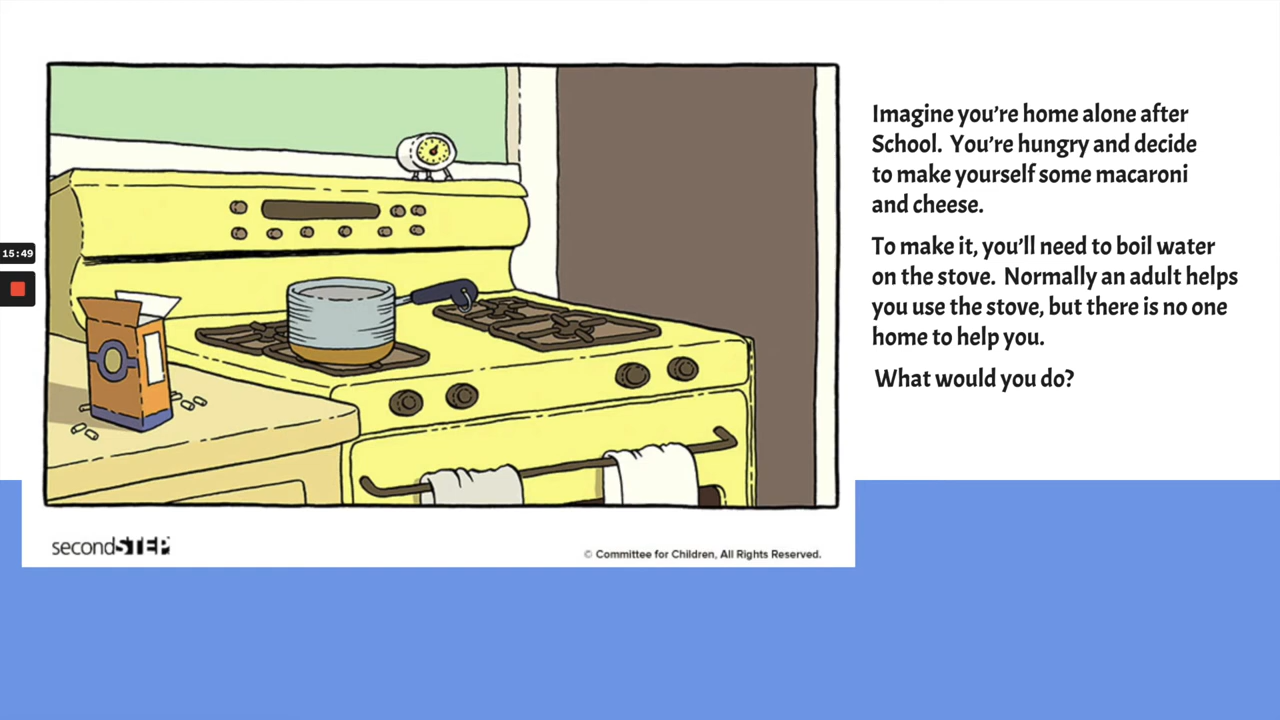 Imagine you're home alone after
School.  You're hungry and decide
to make yourself some macaroni
and cheese.
To make it, you'll need to boil water
on the stove.  Normally an adult helps
you use the stove, but there is no one
home to help you.
What would you do?
15:49
secondSTEP
© Committee for Children, All Rights Reserved.